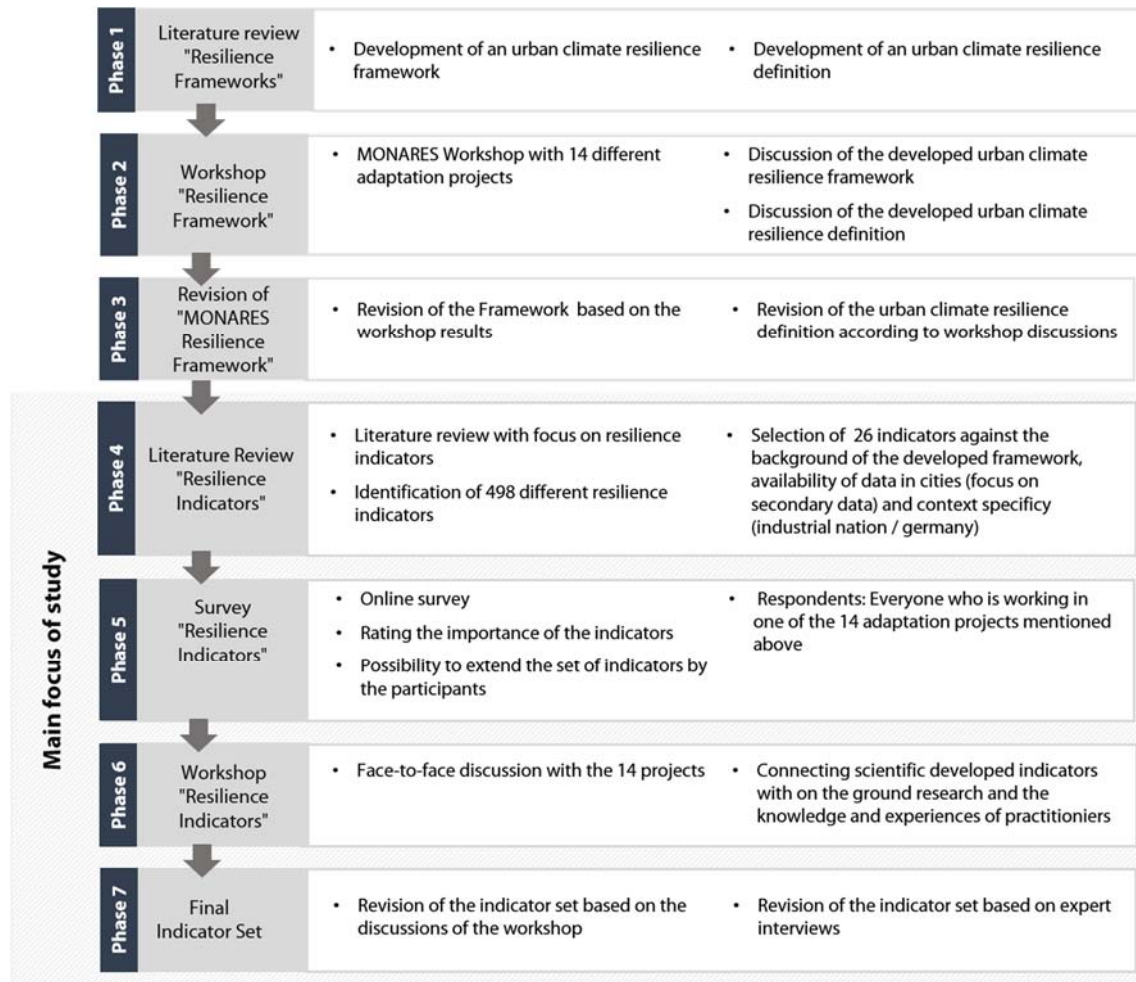 Main focus of study
Phase 1
Literature review
"Resilience
Frameworks"
• Development of an urban climate resilience
framework
• Development of an urban climate resilience
definition
Phase 2
Workshop
"Resilience
Framework"
• MONARES Workshop with 14 different
adaptation projects
• Discussion of the developed urban climate
resilience framework
• Discussion of the developed urban climate
resilience definition
Phase 3
Revision of
"MONARES
Resilience
Framework"
• Revision of the Framework based on the
workshop results
• Revision of the urban climate resilience
definition according to workshop discussions
Phase 4
Literature Review
"Resilience
Indicators"
• Literature review with focus on resilience
indicators
• Identification of 498 different resilience
indicators
• Selection of 26 indicators against the
background of the developed framework,
availability of data in cities (focus on
secondary data) and context specificy
(industrial nation / germany)
Phase 5
Survey
"Resilience
Indicators"
• Online survey
• Rating the importance of the indicators
• Possibility to extend the set of indicators by
the participants
• Respondents: Everyone who is working in
one of the 14 adaptation projects mentioned
above
Phase 6
Workshop
"Resilience
Indicators"
• Face-to-face discussion with the 14 projects
• Connecting scientific developed indicators
with on the ground research and the
knowledge and experiences of practitioniers
Phase 7
Final
Indicator Set
• Revision of the indicator set based on the
discussions of the workshop
• Revision of the indicator set based on expert
interviews